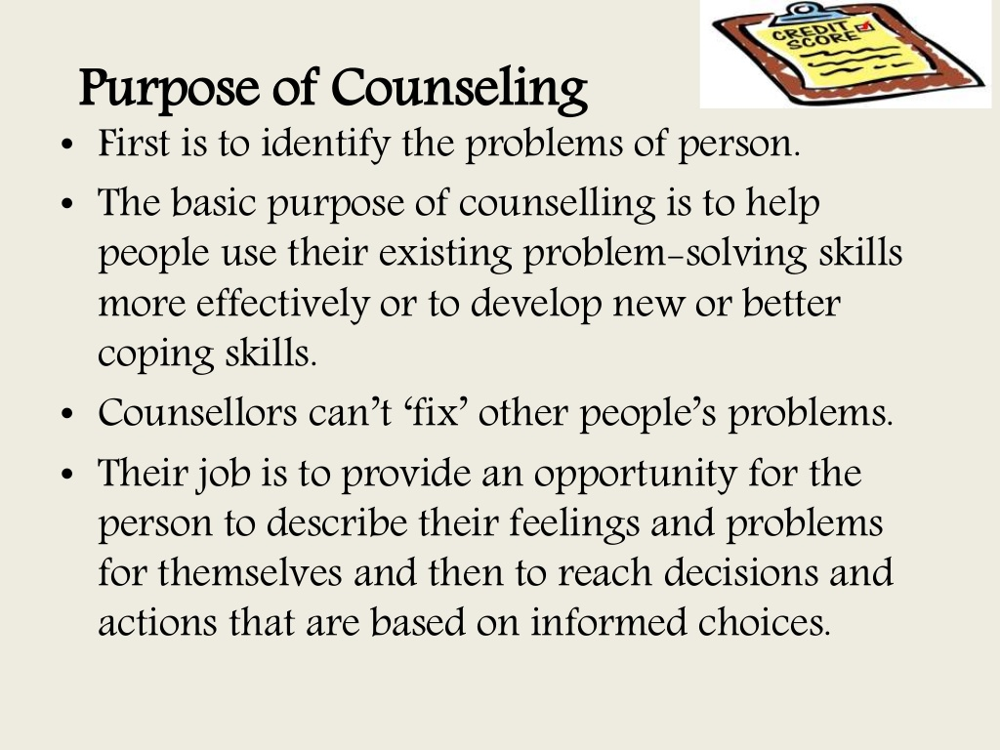 CREDIT
SCORE
Purpose of Counseling
• First is to identify the problems of person.
• The basic purpose of counselling is to help
people use their existing problem-solving skills
more effectively or to develop new or better
coping skills.
• Counsellors can’t ‘fix’ other people’s problems.
• Their job is to provide an opportunity for the
person to describe their feelings and problems
for themselves and then to reach decisions and
actions that are based on informed choices.